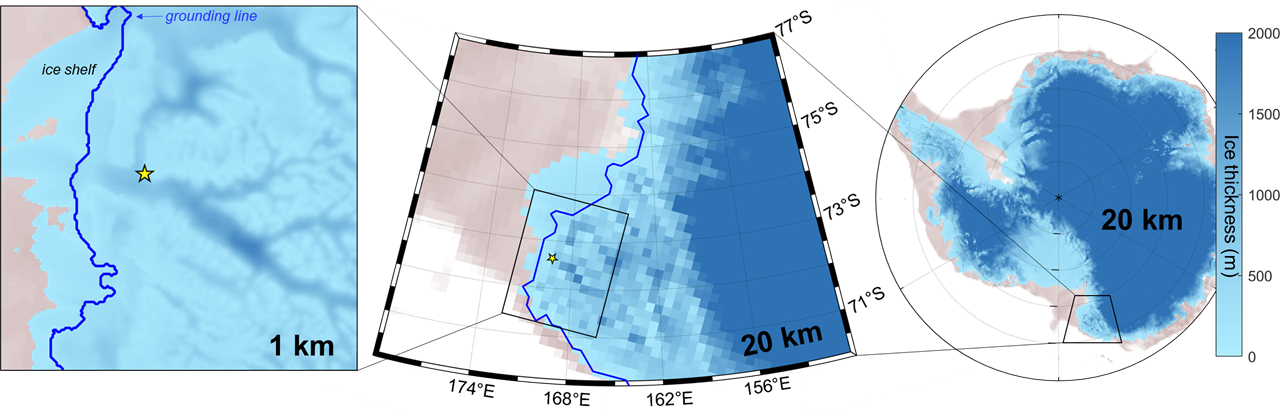 grounding line
ice shelf
1 km
77°S
75°S
73°S
71°S
20 km
174°E
168°E
162°E
156°E
20 km
2000
1500
1000
500
0
Ice thickness (m)